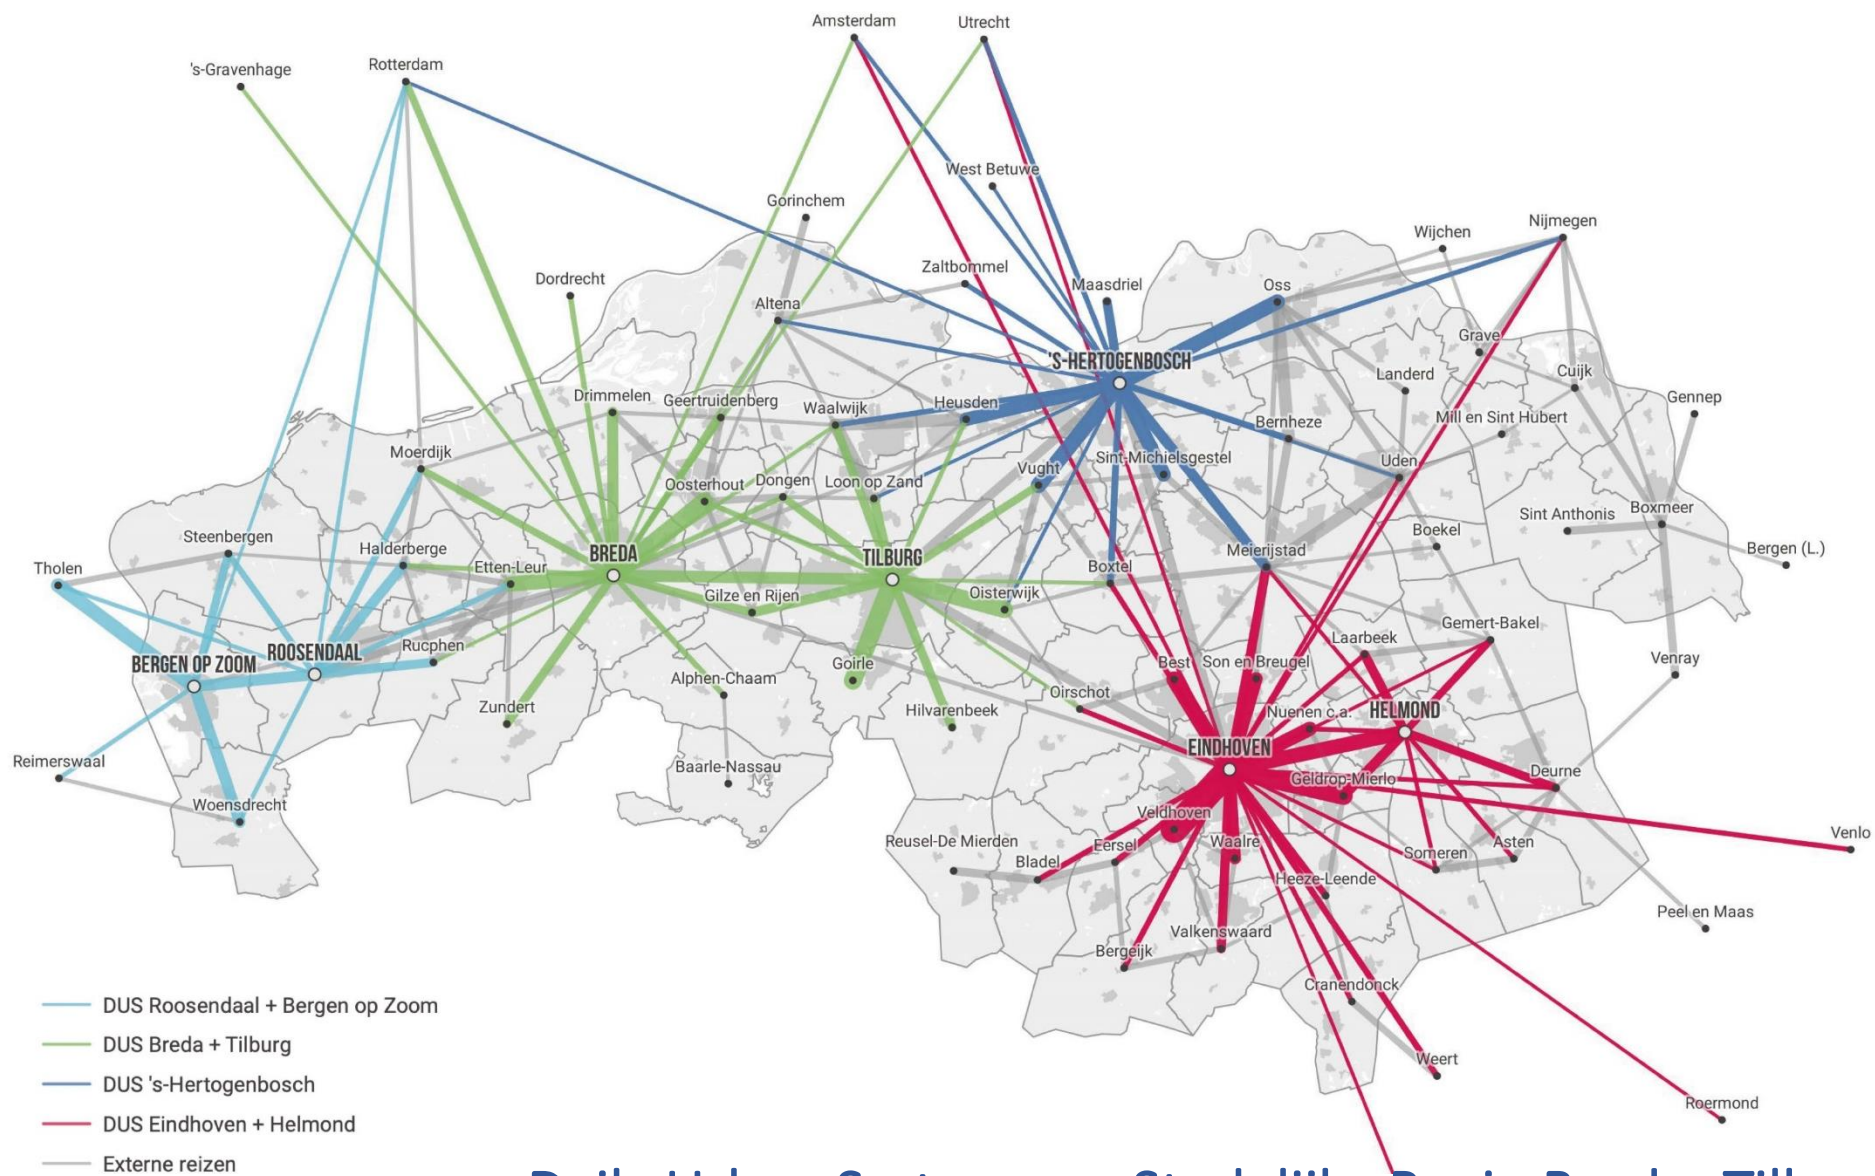 Amsterdam
Utrecht
Rotterdam
's-Gravenhage
West Betuwe
Gorinchem
Nijmegen
Wijchen
Zaltbommel
Dordrecht
Maasdriel
Oss
Altena
Grave
'S-HERTOGENBOSCH
Cuijk
Landerd
Gennep
Drimmelen
Geertruidenberg
Waalwijk
Heusden
Mill en Sint Hubert
Bernheze
Moerdijk
Sint-Michielsgestel
Uden
Vught
Oosterhout
Dongen
Loon op Zand
Boxmeer
Sint Anthonis
Boekel
Steenbergen
Halderberge
BREDA
TILBURG
Meierijstad
Bergen (L.)
Tholen
Etten-Leur
Boxtel
Gilze en Rijen
Oisterwijk
Gemert-Bakel
Laarbeek
Rucphen
ROOSENDAAL
BERGEN OP ZOOM
Goirle
Best
Son en Breugel
Venray
Alphen-Chaam
Oirschot
Zundert
Hilvarenbeek
Nuenen c.a.
HELMOND
EINDHOVEN
Reimerswaal
Baarle-Nassau
Geldrop-Mierlo
Deurne
Woensdrecht
Veldhoven
Venlo
Reusel-De Mierden
Bladel
Eersel
Waalre
Someren
Asten
Heeze-Leende
Peel en Maas
Valkenswaard
Bergeijk
Cranendonck
Weert
Roermond
DUS Roosendaal + Bergen op Zoom
DUS Breda + Tilburg
DUS 's-Hertogenbosch
DUS Eindhoven + Helmond
Externe reizen